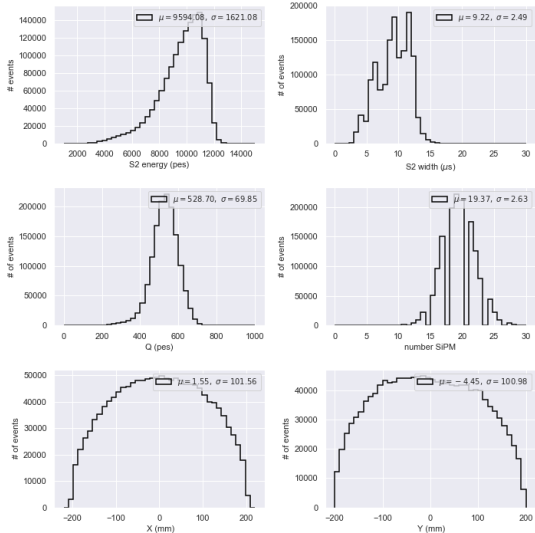 μ = 9594.08, σ = 1621.08
140000
120000
100000
80000
60000
40000
20000
0
# of events
2000 4000 6000 8000 10000 12000 14000
S2 energy (pes)
μ = 9.22, σ = 2.49
200000
150000
100000
50000
0
# of events
0 5 10 15 20 25 30
S2 width (μs)
μ = 528.70, σ = 69.85
200000
150000
100000
50000
0
# of events
0 200 400 600 800 1000
Q (pes)
μ = 19.37, σ = 2.63
200000
150000
100000
50000
0
# of events
0 5 10 15 20 25 30
number SiPM
μ = 1.55, σ = 101.56
50000
40000
30000
20000
10000
0
# of events
−200 −100 0 100 200
X (mm)
μ = −4.45, σ = 100.98
40000
30000
20000
10000
0
# of events
−200 −100 0 100 200
Y (mm)